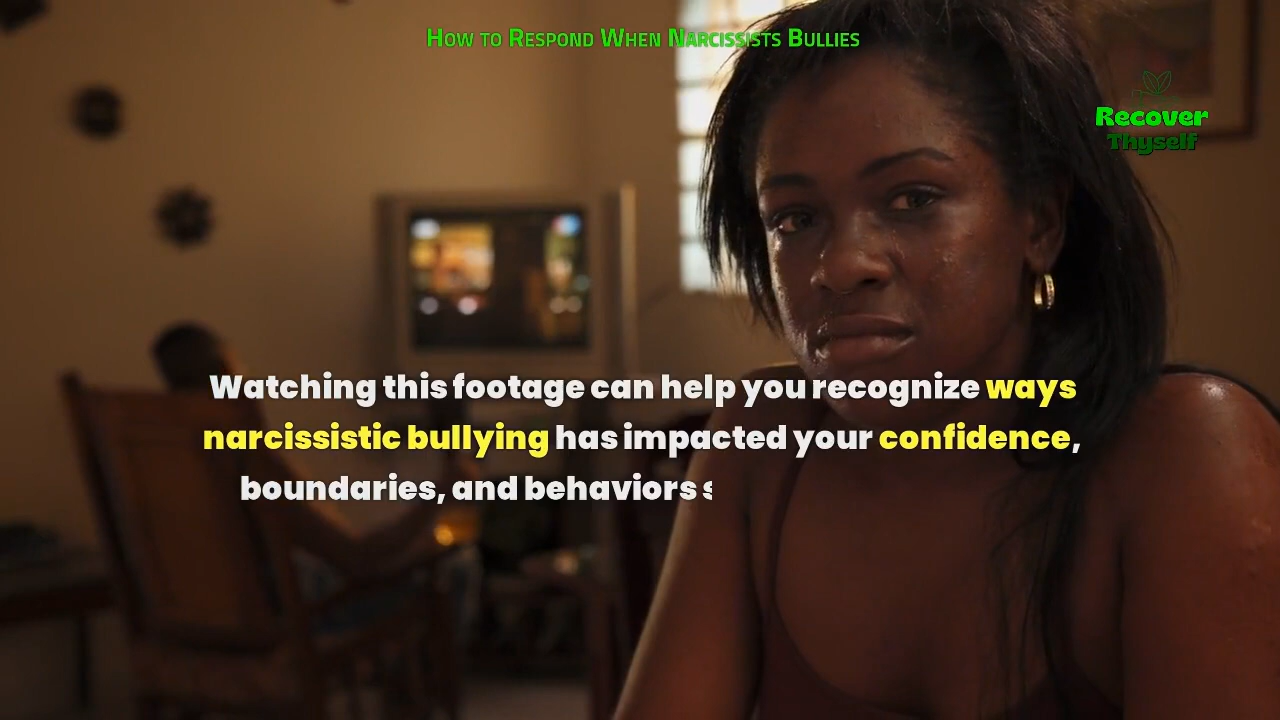 How to Respond When Narcissists Bullies
Recover
Thyself
Watching this footage can help you recognize ways
narcissistic bullying has impacted your confidence,
boundaries, and behaviors s